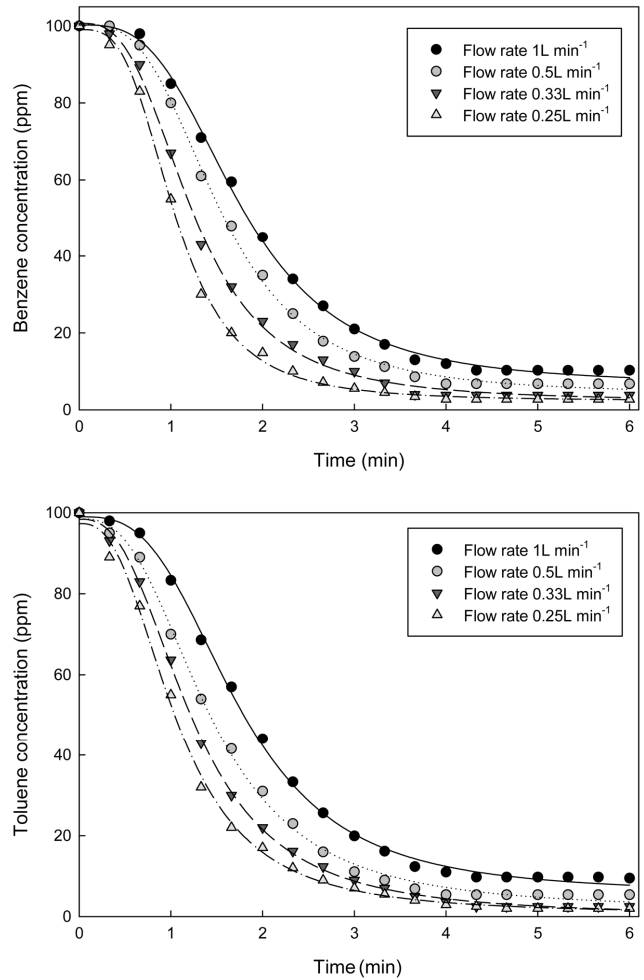 100
80
60
40
20
0
Benzene concentration (ppm)
Flow rate 1L min⁻¹
Flow rate 0.5L min⁻¹
Flow rate 0.33L min⁻¹
Flow rate 0.25L min⁻¹
0 1 2 3 4 5 6
Time (min)
100
80
60
40
20
0
Toluene concentration (ppm)
Flow rate 1L min⁻¹
Flow rate 0.5L min⁻¹
Flow rate 0.33L min⁻¹
Flow rate 0.25L min⁻¹
0 1 2 3 4 5 6
Time (min)